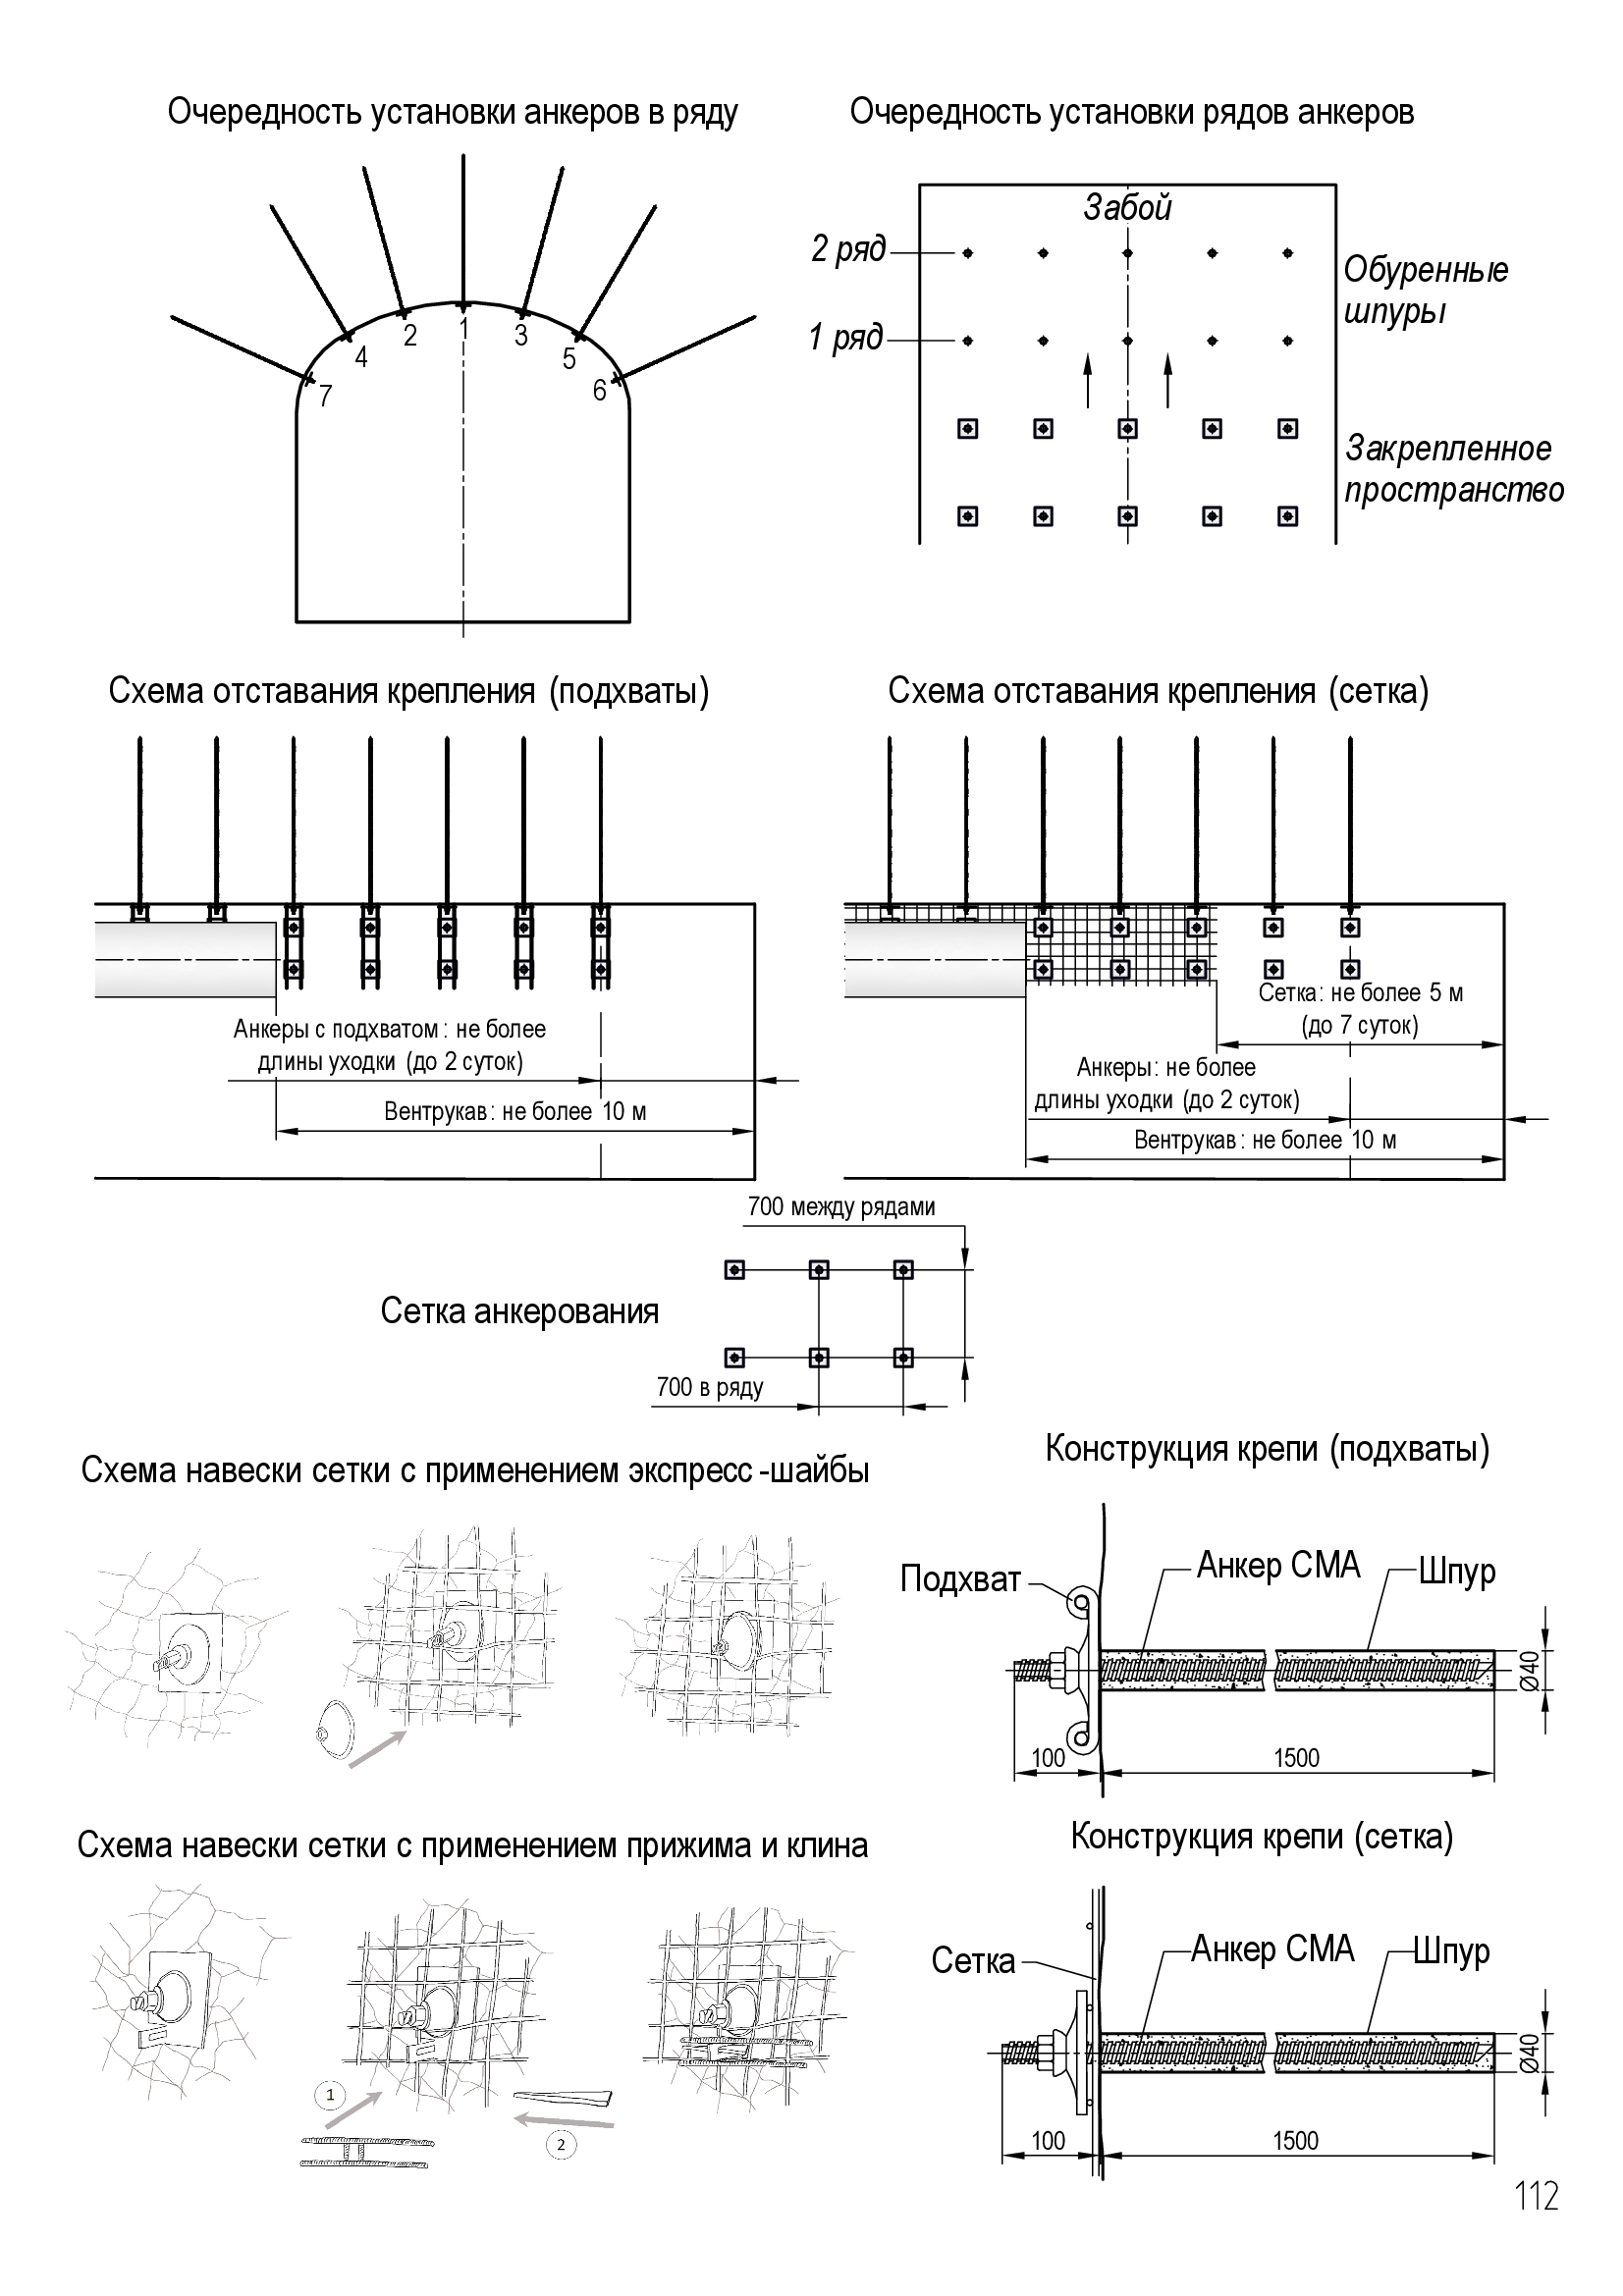 Очередность установки анкеров в ряду
1
2
3
4
5
6
7
Очередность установки рядов анкеров
Забой
2 ряд
1 ряд
Обуренные
шпуры
Закрепленное
пространство
Схема отставания крепления (подхваты)
Анкеры с подхватом: не более
длины уходки (до 2 суток)
Вентрукав: не более 10 м
Схема отставания крепления (сетка)
Сетка: не более 5 м
(до 7 суток)
Анкеры: не более
длины уходки (до 2 суток)
Вентрукав: не более 10 м
700 между рядами
Сетка анкерования
700 в ряду
Схема навески сетки с применением экспресс-шайбы
Конструкция крепи (подхваты)
Подхват
Анкер СМА
Шпур
Ø40
100
1500
Схема навески сетки с применением прижима и клина
1
2
Конструкция крепи (сетка)
Сетка
Анкер СМА
Шпур
Ø40
100
1500
112